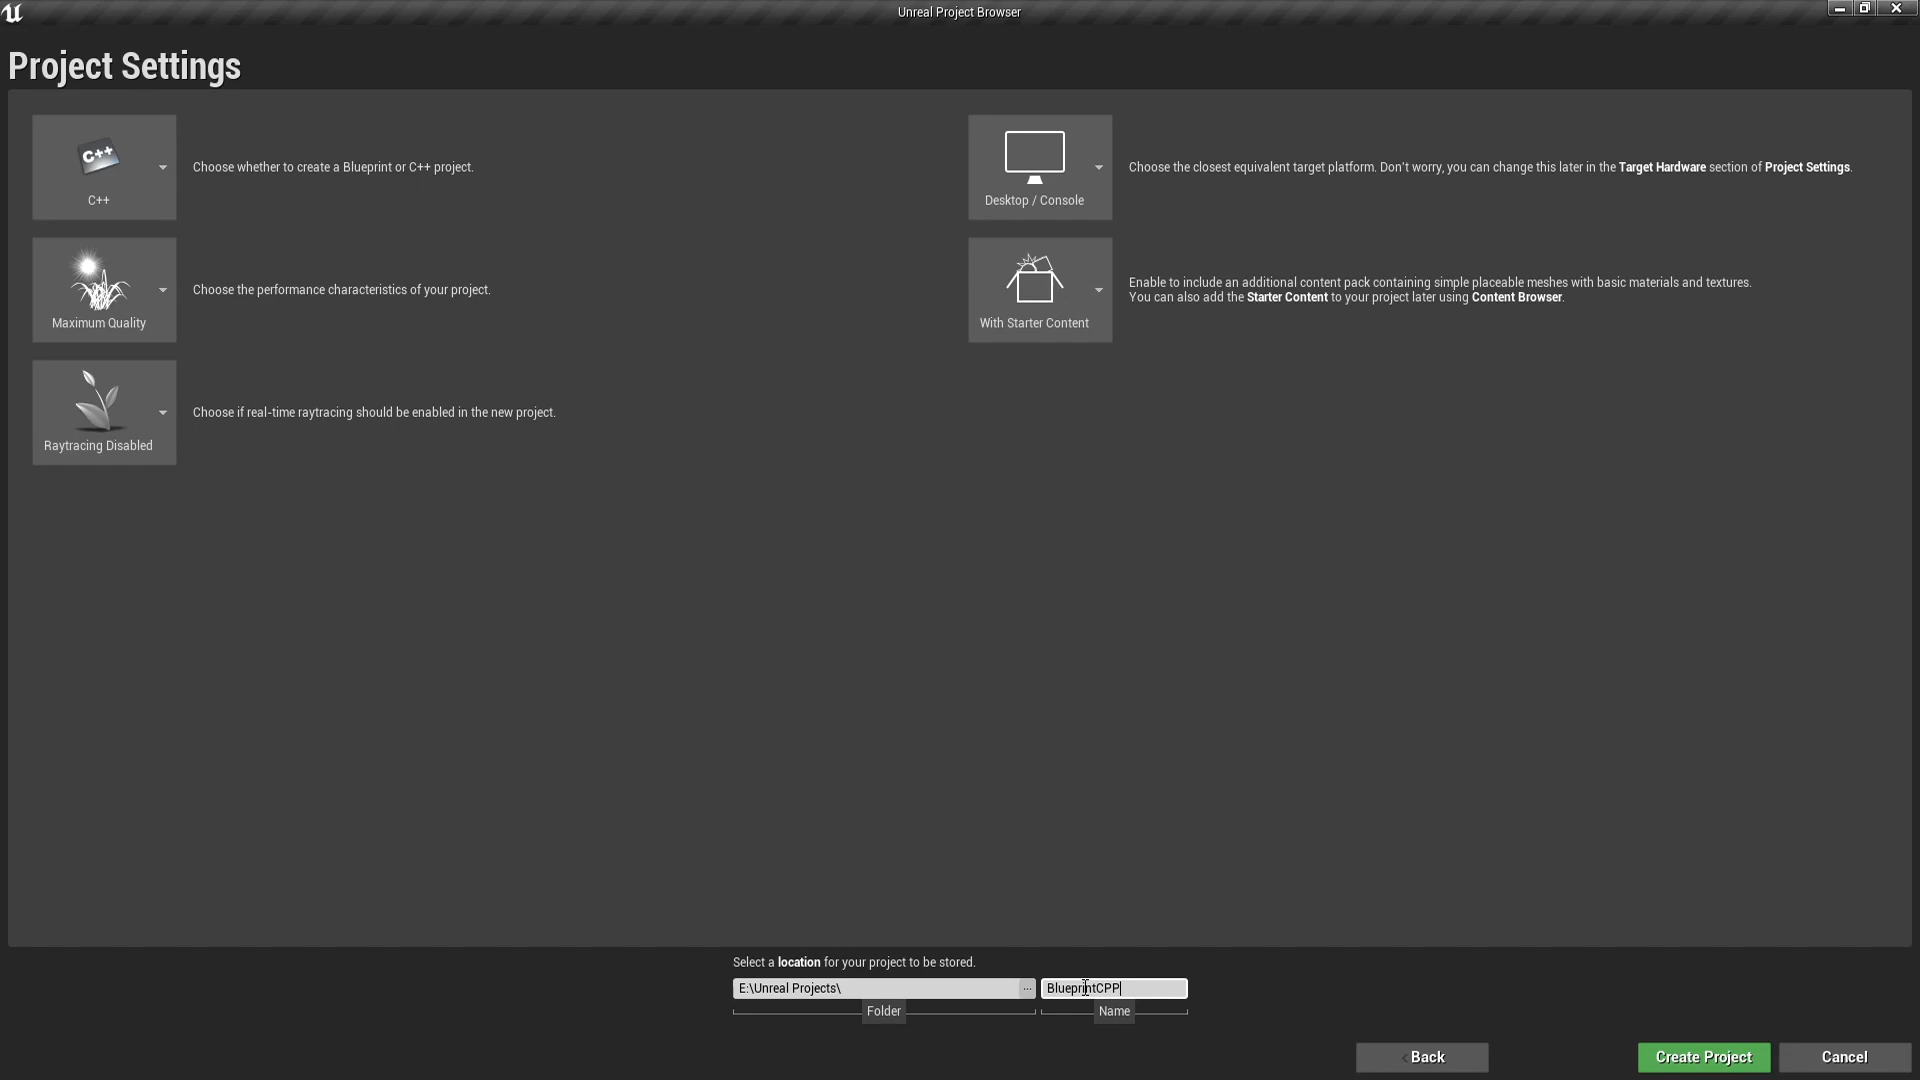 Unreal Project Browser
Project Settings
C++
C++
Choose whether to create a Blueprint or C++ project.
Desktop / Console
Choose the closest equivalent target platform. Don't worry, you can change this later in the Target Hardware section of Project Settings.
Maximum Quality
Choose the performance characteristics of your project.
With Starter Content
Enable to include an additional content pack containing simple placeable meshes with basic materials and textures.
You can also add the Starter Content to your project later using Content Browser.
Raytracing Disabled
Choose if real-time raytracing should be enabled in the new project.
Select a location for your project to be stored.
E:\Unreal Projects\ ... BlueprintCPP
Folder Name
Back Create Project Cancel